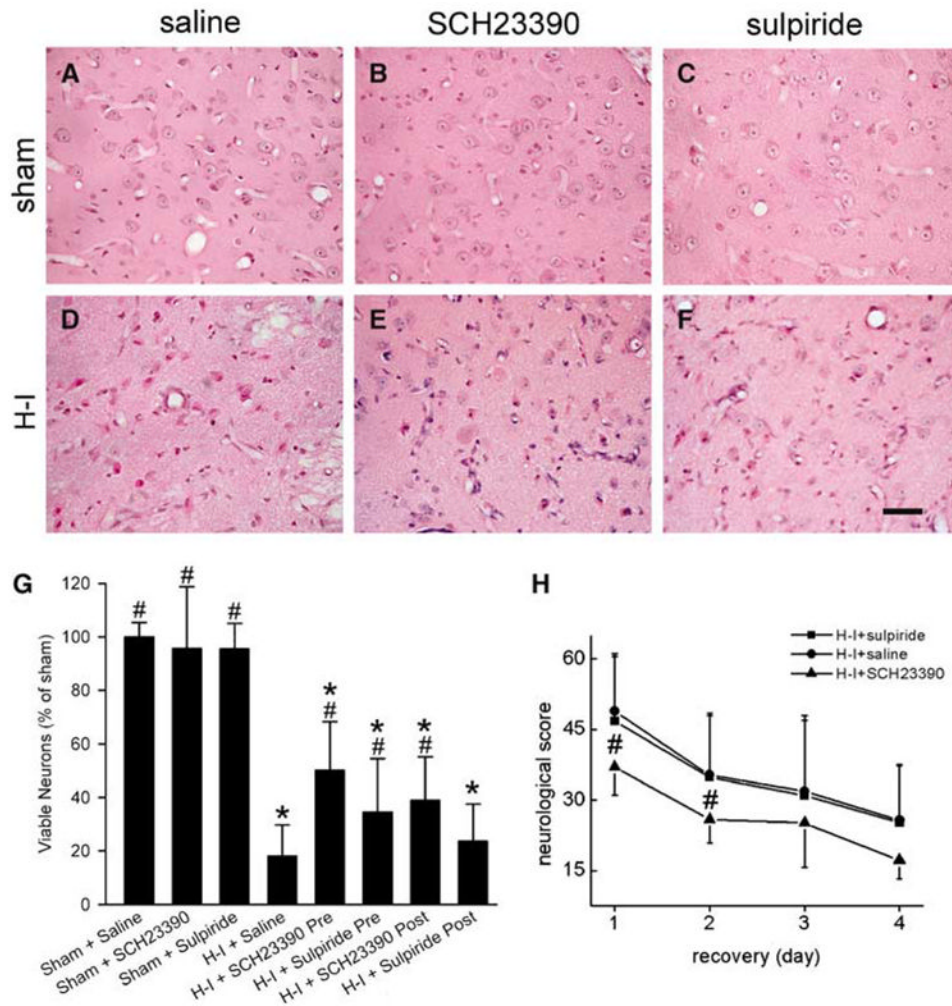 saline SCH23390 sulpiride
sham
A B C
H-I
D E F
G
Viable Neurons (% of sham)
120
100
80
60
40
20
0
# # # * * # * # * # *
Sham + Saline
Sham + SCH23390
Sham + Sulpiride
H-I + Saline
H-I + SCH23390 Pre
H-I + Sulpiride Pre
H-I + SCH23390 Post
H-I + Sulpiride Post
H
H-I+sulpiride
H-I+saline
H-I+SCH23390
neurological score
60
45
30
15
# #
1 2 3 4
recovery (day)